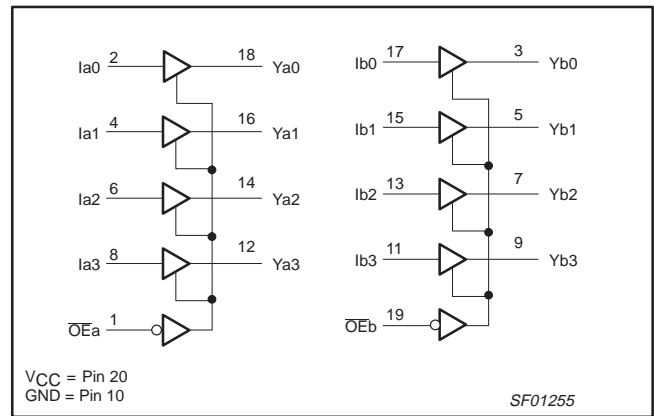 Ia0 2 18 Ya0
Ia1 4 16 Ya1
Ia2 6 14 Ya2
Ia3 8 12 Ya3
OEa 1
Ib0 17 3 Yb0
Ib1 15 5 Yb1
Ib2 13 7 Yb2
Ib3 11 9 Yb3
OEb 19
VCC = Pin 20
GND = Pin 10
SF01255